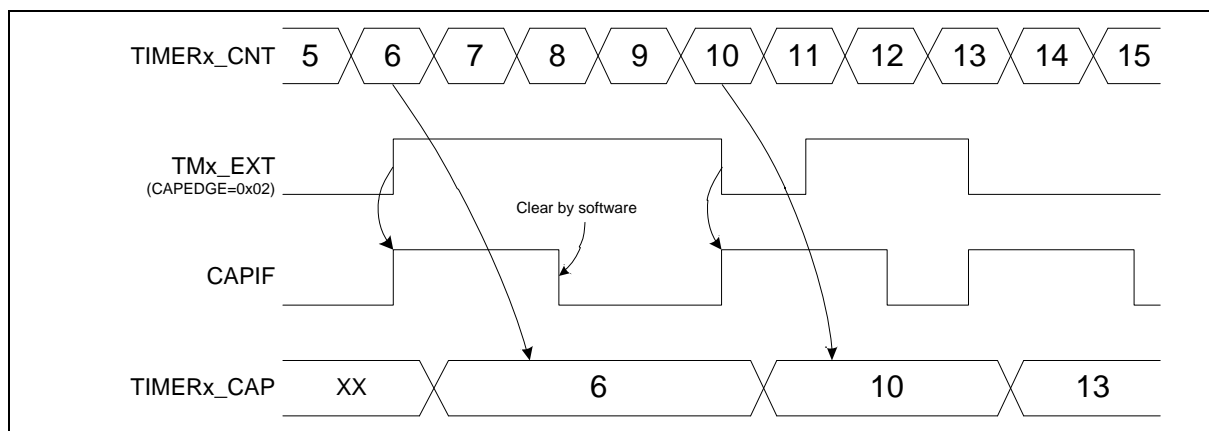 TIMERx_CNT 5 6 7 8 9 10 11 12 13 14 15
TMx_EXT
(CAPEDGE=0x02)
Clear by software
CAPIF
TIMERx_CAP XX 6 10 13